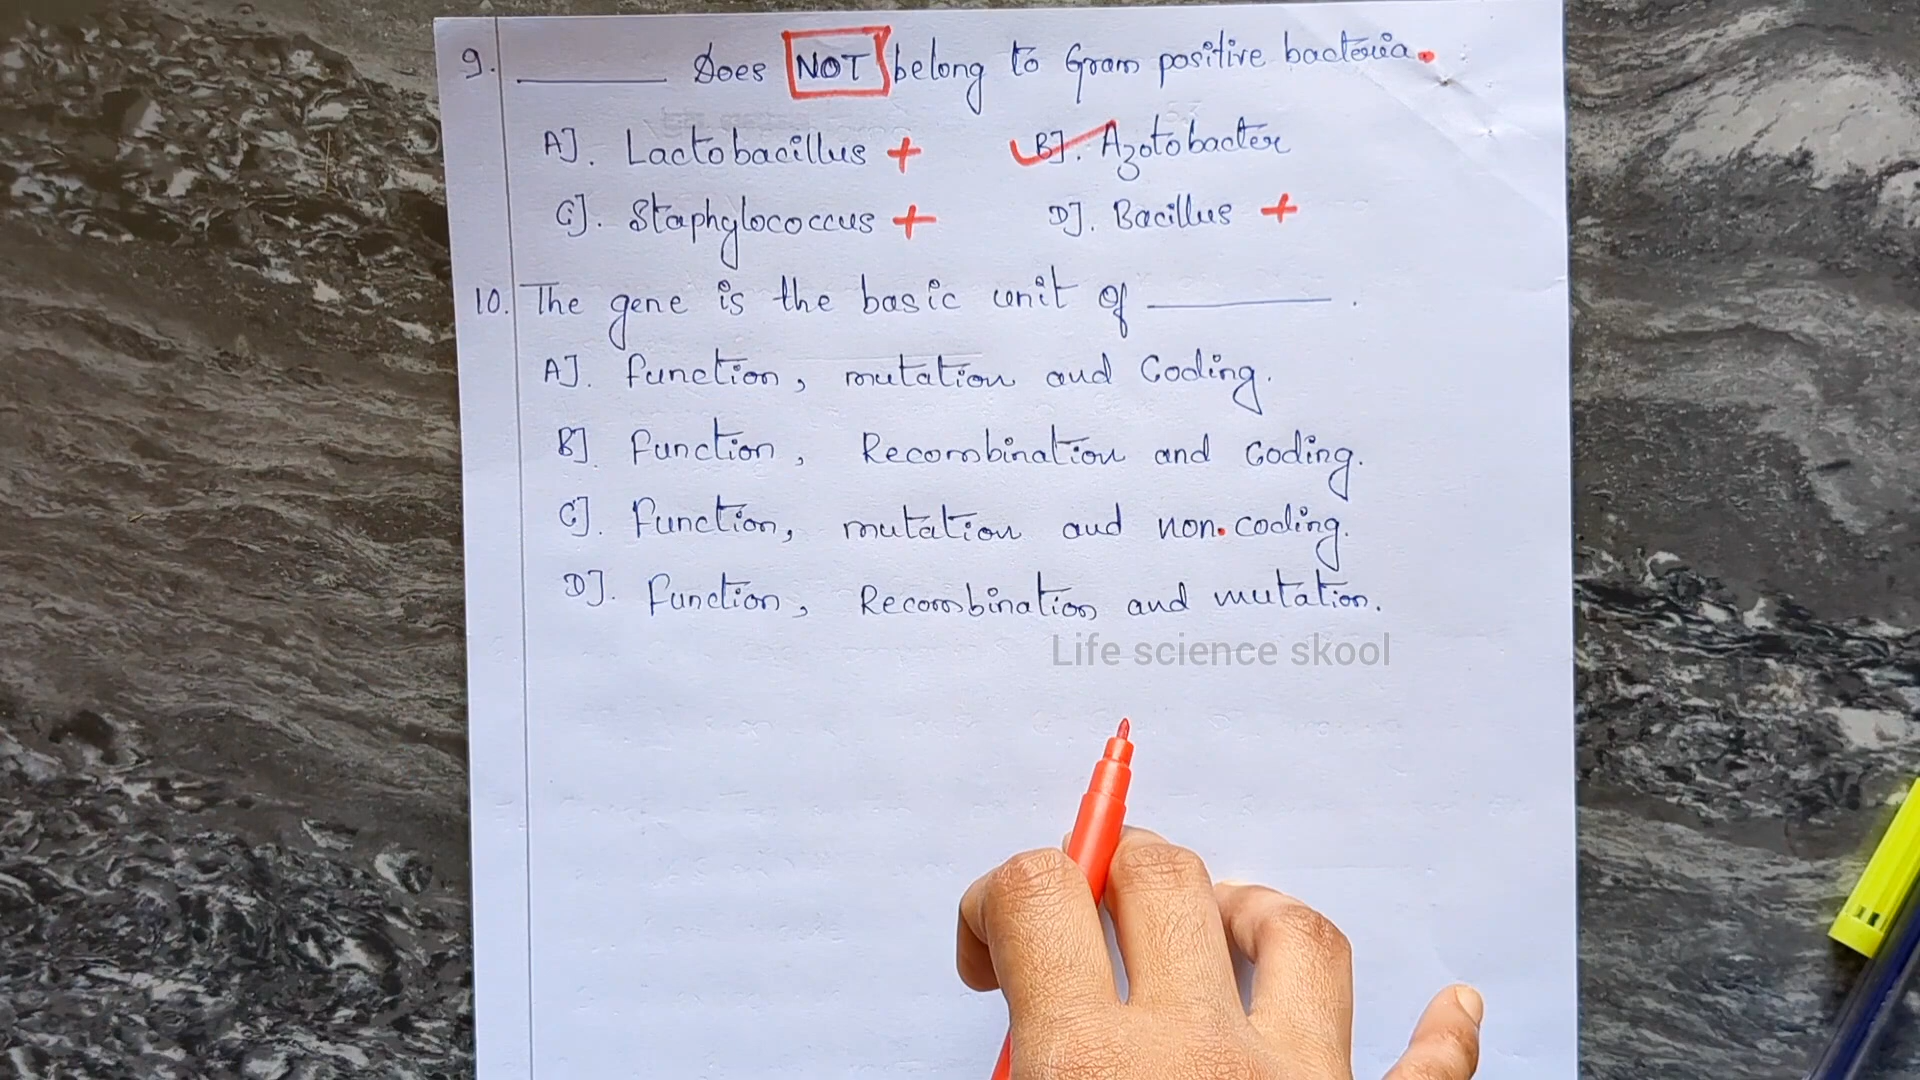 9. ________ Does NOT belong to Gram positive bacteria.
A]. Lactobacillus + B]. Azotobacter
C]. Staphylococcus + D]. Bacillus +
10. The gene is the basic unit of ________ .
A]. Function, mutation and Coding.
B]. Function, Recombination and Coding.
C]. Function, mutation and non.coding.
D]. Function, Recombination and mutation.
Life science skool